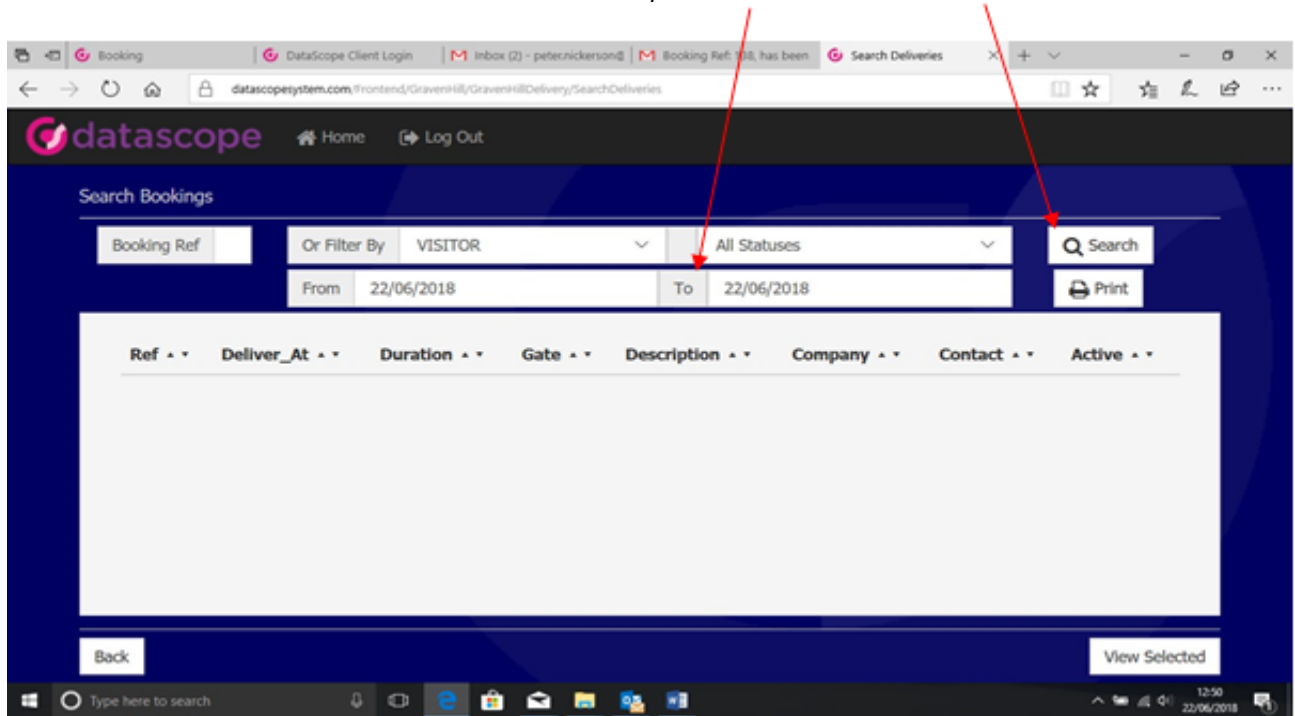 Booking
DataScope Client Login
Inbox (2) - peter.nickerson@
Booking Ref: 138, has been
Search Deliveries
datascopesystem.com/Frontend/GravenHill/GravenHillDelivery/SearchDeliveries
datascope
Home
Log Out
Search Bookings
Booking Ref
Or Filter By
VISITOR
All Statuses
Search
From
22/06/2018
To
22/06/2018
Print
Ref Deliver_At Duration Gate Description Company Contact Active
Back
View Selected
Type here to search
12:50
22/06/2018